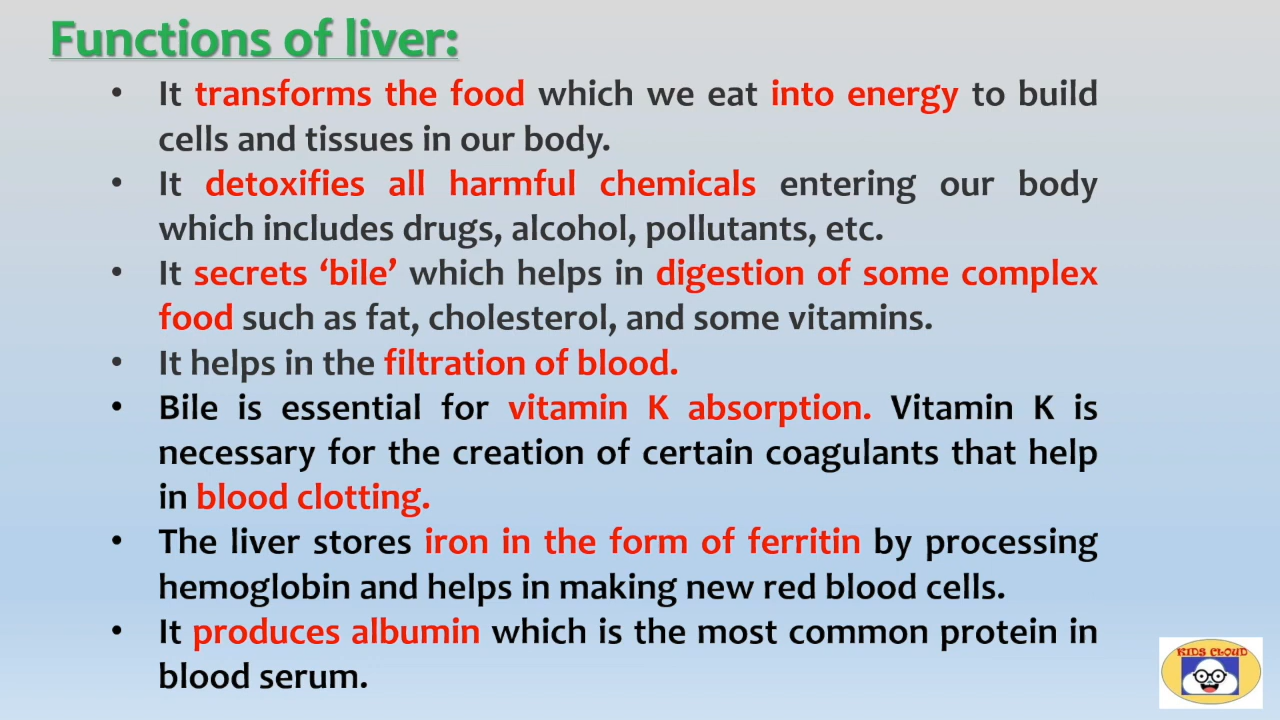 Functions of liver:
• It transforms the food which we eat into energy to build
cells and tissues in our body.
• It detoxifies all harmful chemicals entering our body
which includes drugs, alcohol, pollutants, etc.
• It secrets ‘bile’ which helps in digestion of some complex
food such as fat, cholesterol, and some vitamins.
• It helps in the filtration of blood.
• Bile is essential for vitamin K absorption. Vitamin K is
necessary for the creation of certain coagulants that help
in blood clotting.
• The liver stores iron in the form of ferritin by processing
hemoglobin and helps in making new red blood cells.
• It produces albumin which is the most common protein in
blood serum.
KIDS CLOUD